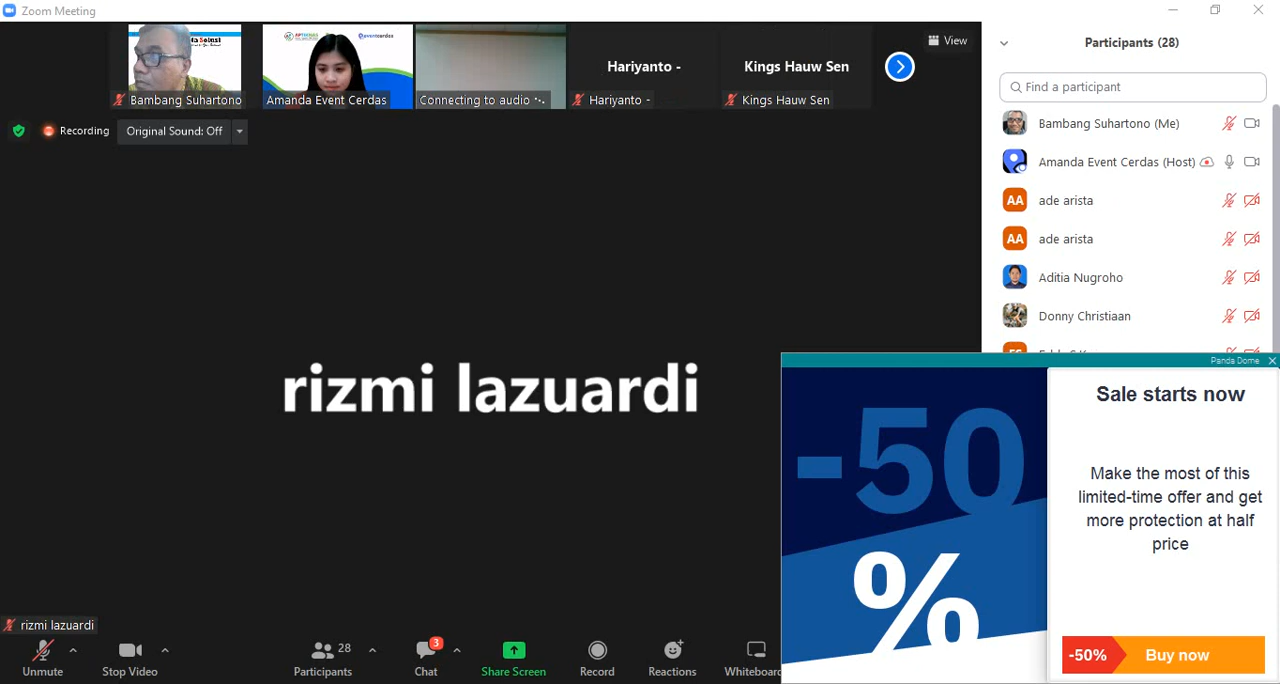 Zoom Meeting
Bambang Suhartono
Amanda Event Cerdas
Connecting to audio
Hariyanto -
Hariyanto -
Kings Hauw Sen
Kings Hauw Sen
View
Recording
Original Sound: Off
rizmi lazuardi
rizmi lazuardi
Unmute
Stop Video
28
Participants
3
Chat
Share Screen
Record
Reactions
Whiteboard
Participants (28)
Find a participant
Bambang Suhartono (Me)
Amanda Event Cerdas (Host)
AA
ade arista
AA
ade arista
Aditia Nugroho
Donny Christiaan
Panda Dome
-50
%
Sale starts now
Make the most of this
limited-time offer and get
more protection at half
price
-50%
Buy now